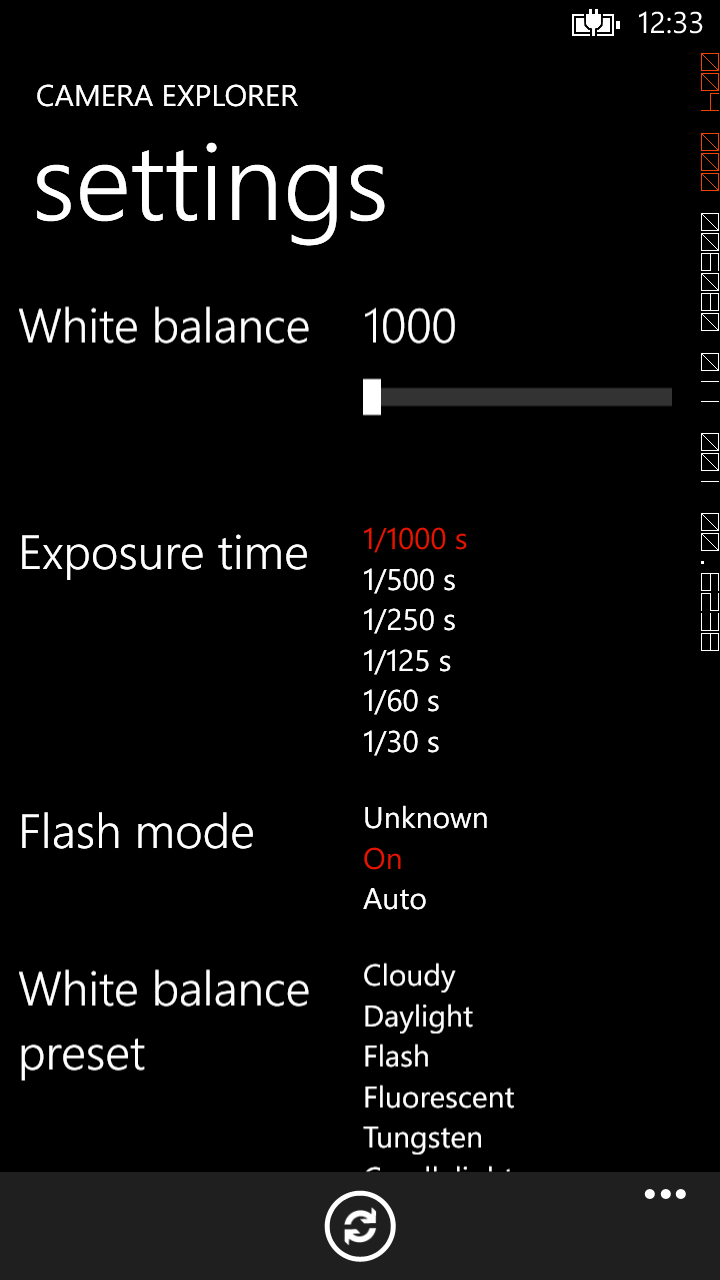 12:33
CAMERA EXPLORER
settings
White balance
1000
Exposure time
1/1000 s
1/500 s
1/250 s
1/125 s
1/60 s
1/30 s
Flash mode
Unknown
On
Auto
White balance
preset
Cloudy
Daylight
Flash
Fluorescent
Tungsten